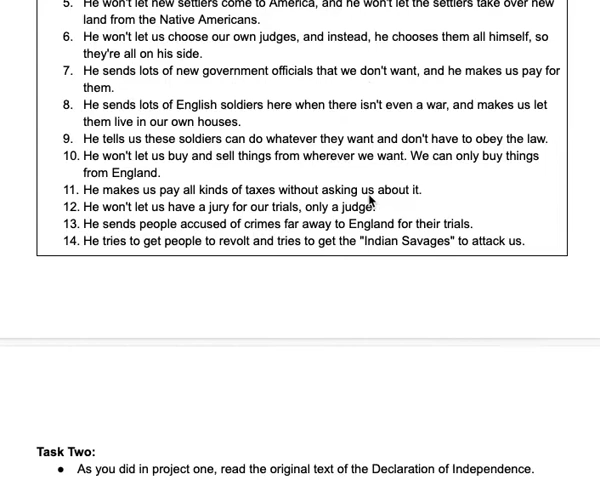 5. He won't let new settlers come to America, and he won't let the settlers take over new
land from the Native Americans.
6. He won't let us choose our own judges, and instead, he chooses them all himself, so
they're all on his side.
7. He sends lots of new government officials that we don't want, and he makes us pay for
them.
8. He sends lots of English soldiers here when there isn't even a war, and makes us let
them live in our own houses.
9. He tells us these soldiers can do whatever they want and don't have to obey the law.
10. He won't let us buy and sell things from wherever we want. We can only buy things
from England.
11. He makes us pay all kinds of taxes without asking us about it.
12. He won't let us have a jury for our trials, only a judge.
13. He sends people accused of crimes far away to England for their trials.
14. He tries to get people to revolt and tries to get the "Indian Savages" to attack us.
Task Two:
● As you did in project one, read the original text of the Declaration of Independence.